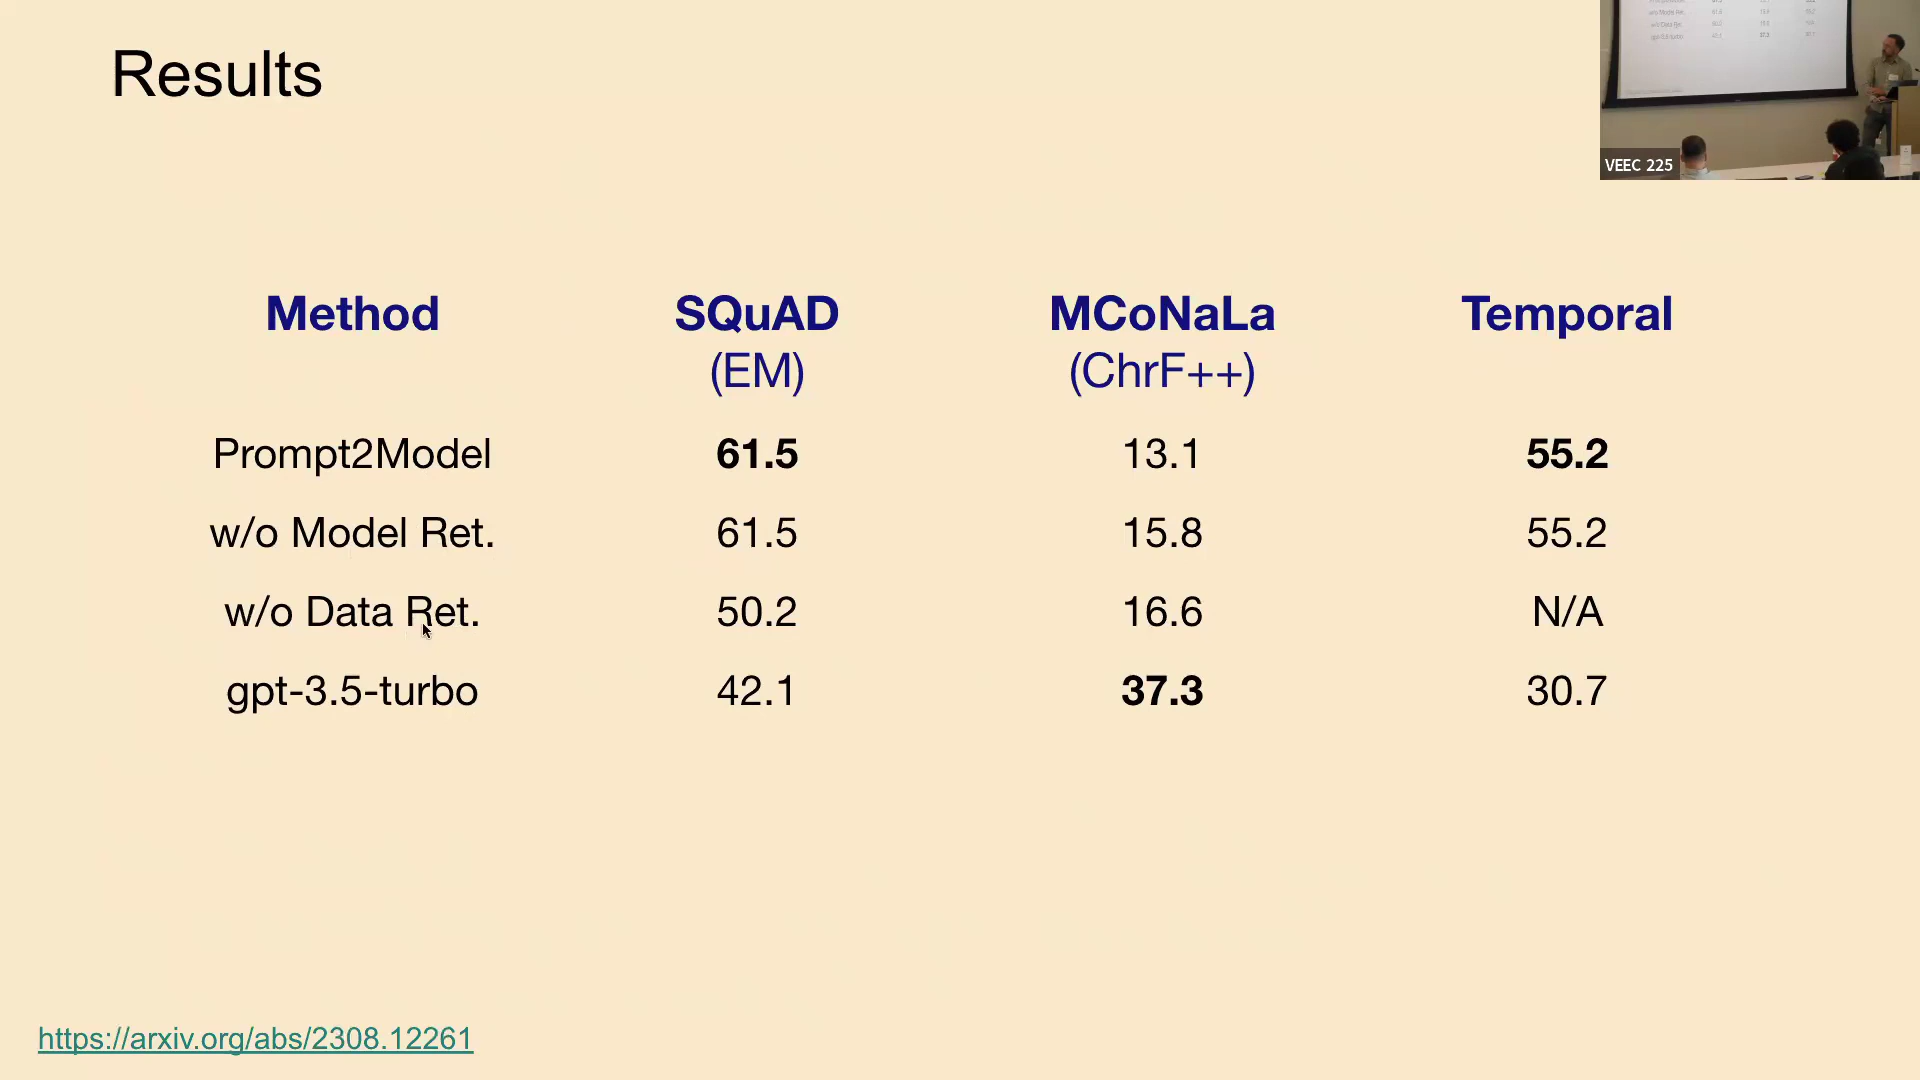 Results
VEEC 225
Method SQuAD MCoNaLa Temporal
(EM) (ChrF++)
Prompt2Model 61.5 13.1 55.2
w/o Model Ret. 61.5 15.8 55.2
w/o Data Ret. 50.2 16.6 N/A
gpt-3.5-turbo 42.1 37.3 30.7
https://arxiv.org/abs/2308.12261